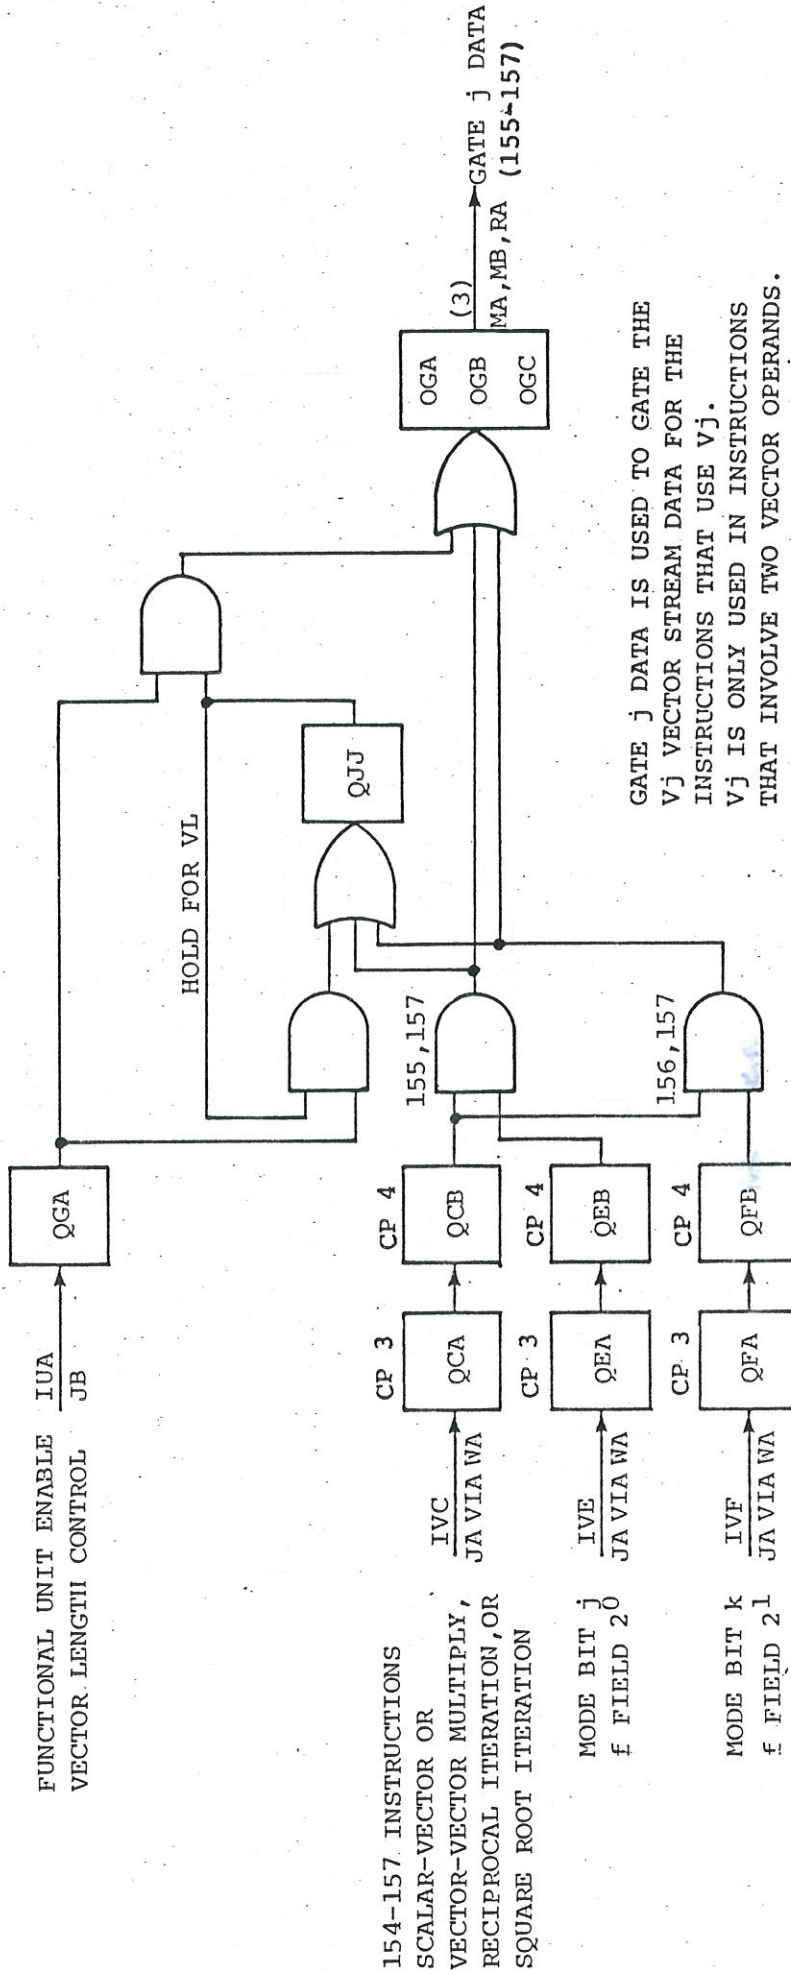 FUNCTIONAL UNIT ENABLE
VECTOR LENGTH CONTROL
IUA
JB
QGA
HOLD FOR VL
QJJ
154-157 INSTRUCTIONS
SCALAR-VECTOR OR
VECTOR-VECTOR MULTIPLY,
RECIPROCAL ITERATION, OR
SQUARE ROOT ITERATION
IVC
JA VIA WA
CP 3
QCA
CP 4
QCB
155,157
MODE BIT j
f FIELD 2⁰
IVE
JA VIA WA
CP 3
QEA
CP 4
QEB
MODE BIT k
f FIELD 2¹
IVF
JA VIA WA
CP 3
QFA
CP 4
QFB
156,157
OGA
OGB
OGC
(3)
MA,MB,RA
GATE j DATA
(155-157)
GATE j DATA IS USED TO GATE THE
Vj VECTOR STREAM DATA FOR THE
INSTRUCTIONS THAT USE Vj.
Vj IS ONLY USED IN INSTRUCTIONS
THAT INVOLVE TWO VECTOR OPERANDS.